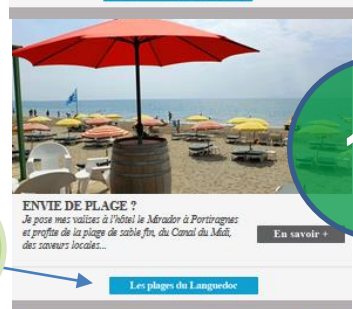 ENVIE DE PLAGE ?
Je pose mes valises à l'hôtel le Mirador à Portiragnes
et profite de la plage de sable fin, du Canal du Midi,
des saveurs locales...
En savoir +
Les plages du Languedoc